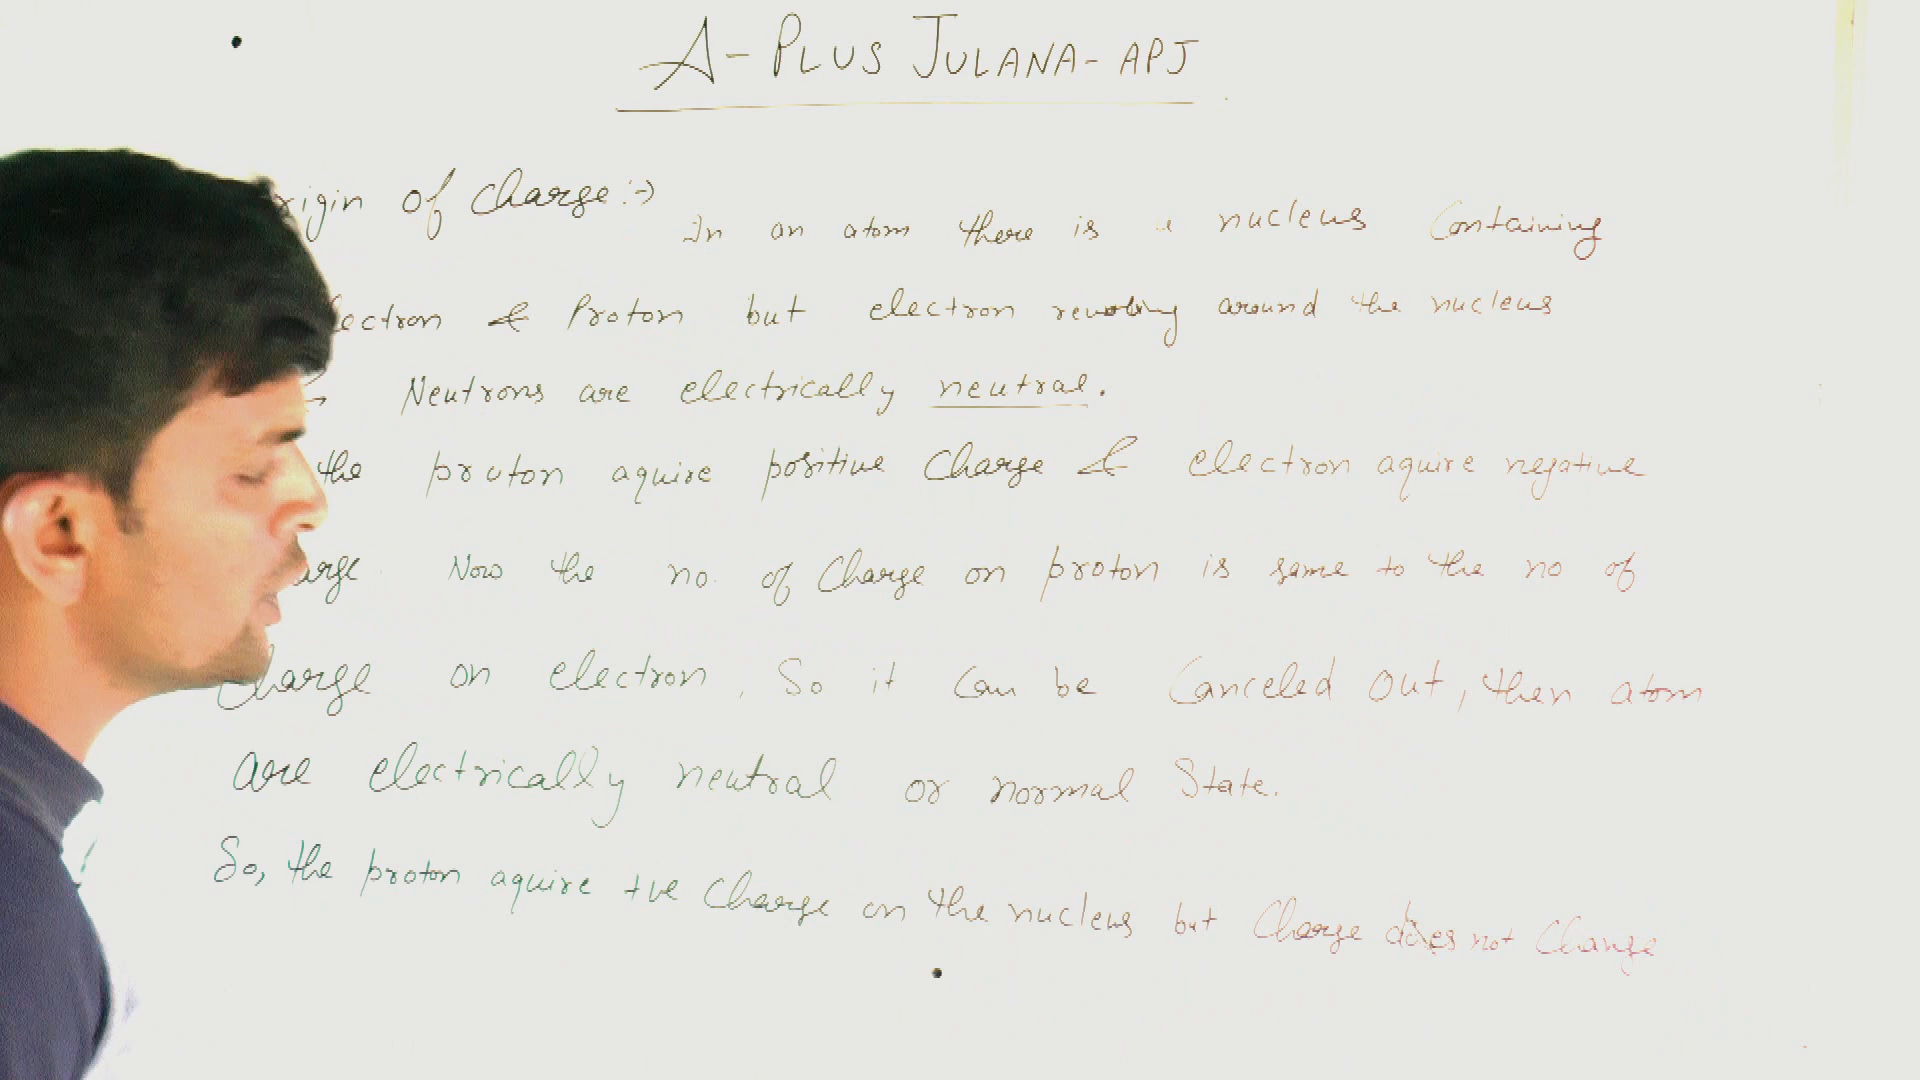 A-PLUS JULANA-APJ
rigin of Charge :-)
In an atom there is a nucleus Containing
ectron & Proton but electron revolving around the nucleus
→ Neutrons are electrically neutral.
the proton aquire positive Charge & electron aquire negative
arge Now the no. of Charge on proton is same to the no of
Charge on electron, So it can be Canceled Out, then atom
are electrically neutral or normal State.
So, the proton aquire +ve Charge on the nucleus but Charge does not Change